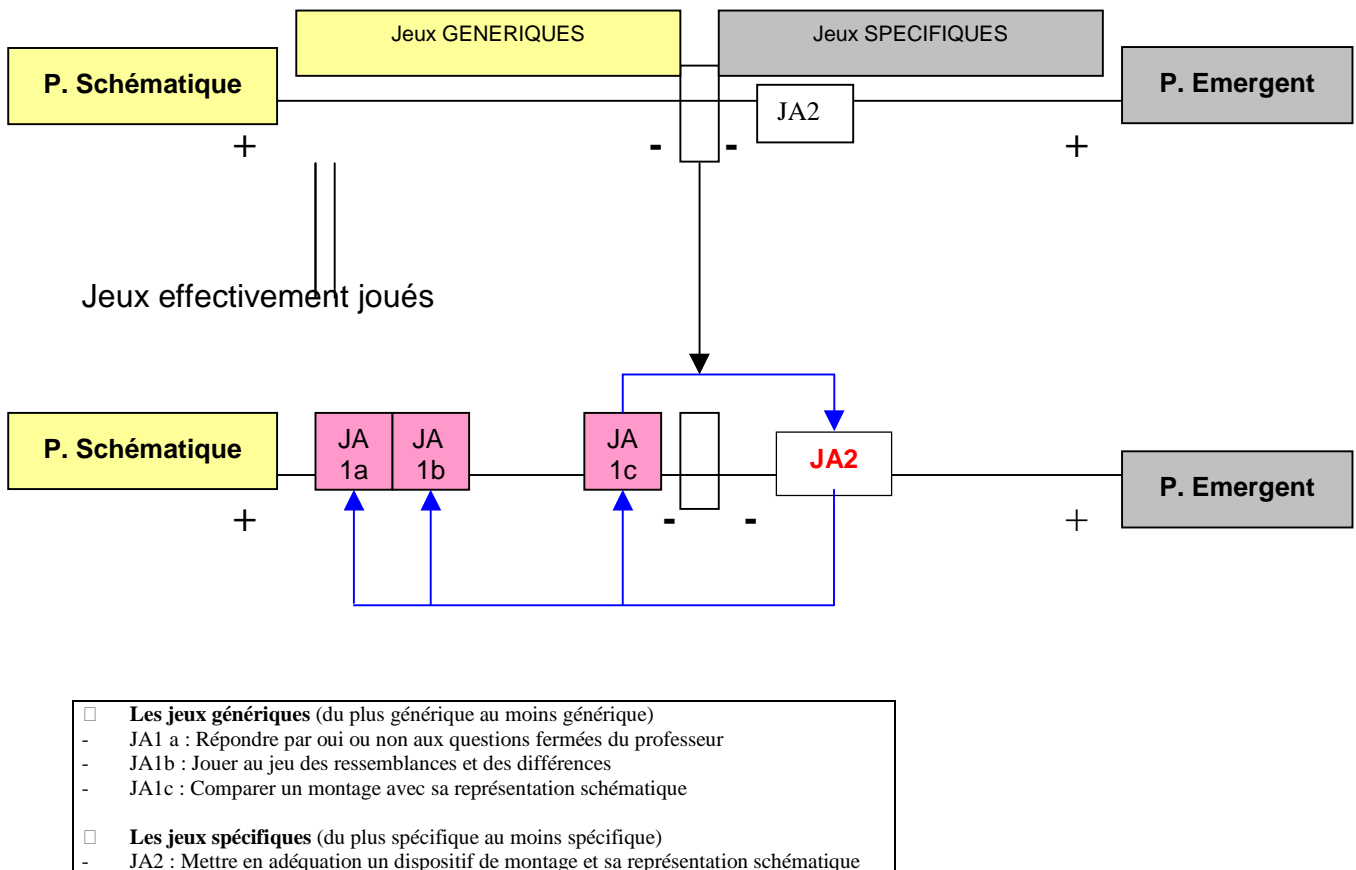 Jeux GENERIQUES
Jeux SPECIFIQUES
P. Schématique
P. Emergent
JA2
+
-
-
+
Jeux effectivement joués
P. Schématique
JA
1a
JA
1b
JA
1c
JA2
P. Emergent
+
-
-
+
Les jeux génériques (du plus générique au moins générique)
- JA1 a : Répondre par oui ou non aux questions fermées du professeur
- JA1b : Jouer au jeu des ressemblances et des différences
- JA1c : Comparer un montage avec sa représentation schématique
Les jeux spécifiques (du plus spécifique au moins spécifique)
- JA2 : Mettre en adéquation un dispositif de montage et sa représentation schématique